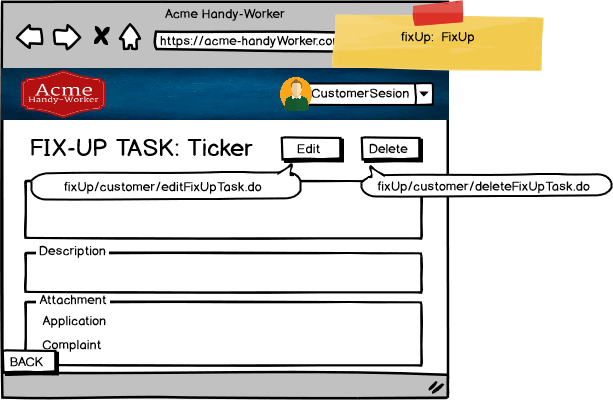 Acme Handy-Worker
https://acme-handyWorker.co
fixUp: FixUp
Acme
Handy-Worker
CustomerSesion
FIX-UP TASK: Ticker
Edit
Delete
fixUp/customer/editFixUpTask.do
fixUp/customer/deleteFixUpTask.do
Description
Attachment
Application
Complaint
BACK